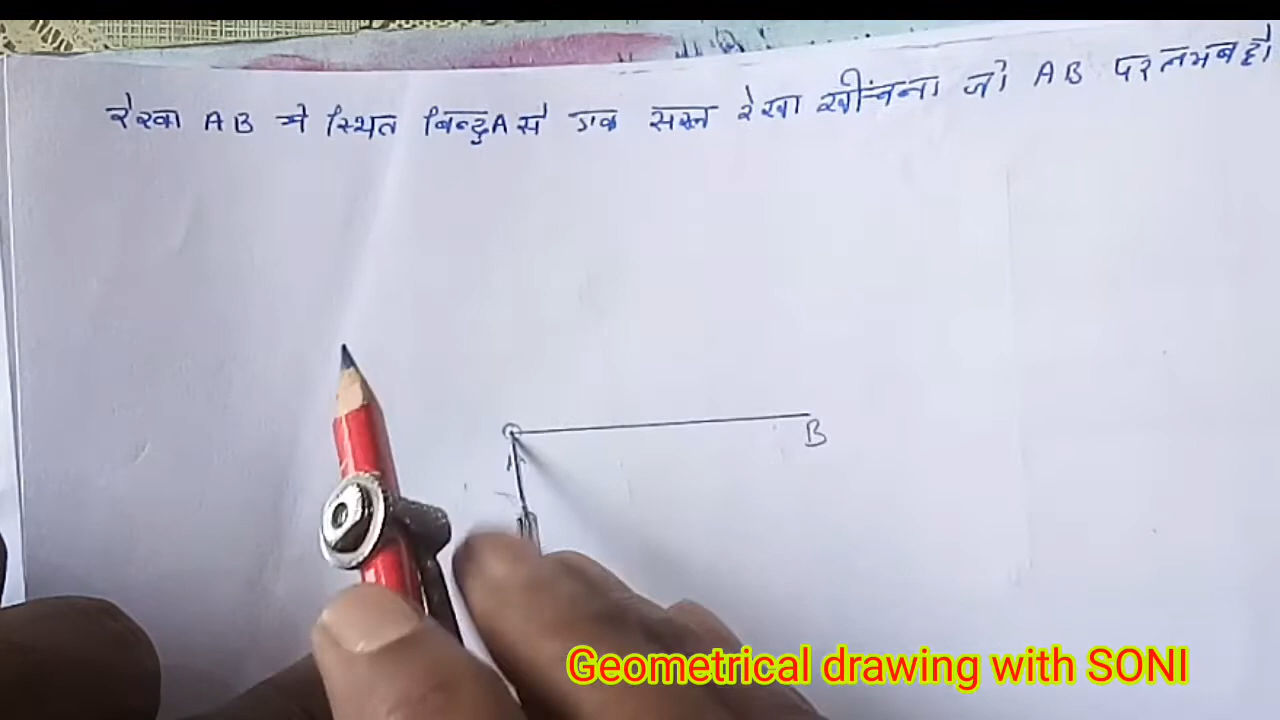 रेखा AB मे स्थित बिन्दु A से एक सरल रेखा खींचना जो AB पर लम्ब हो
A B
Geometrical drawing with SONI